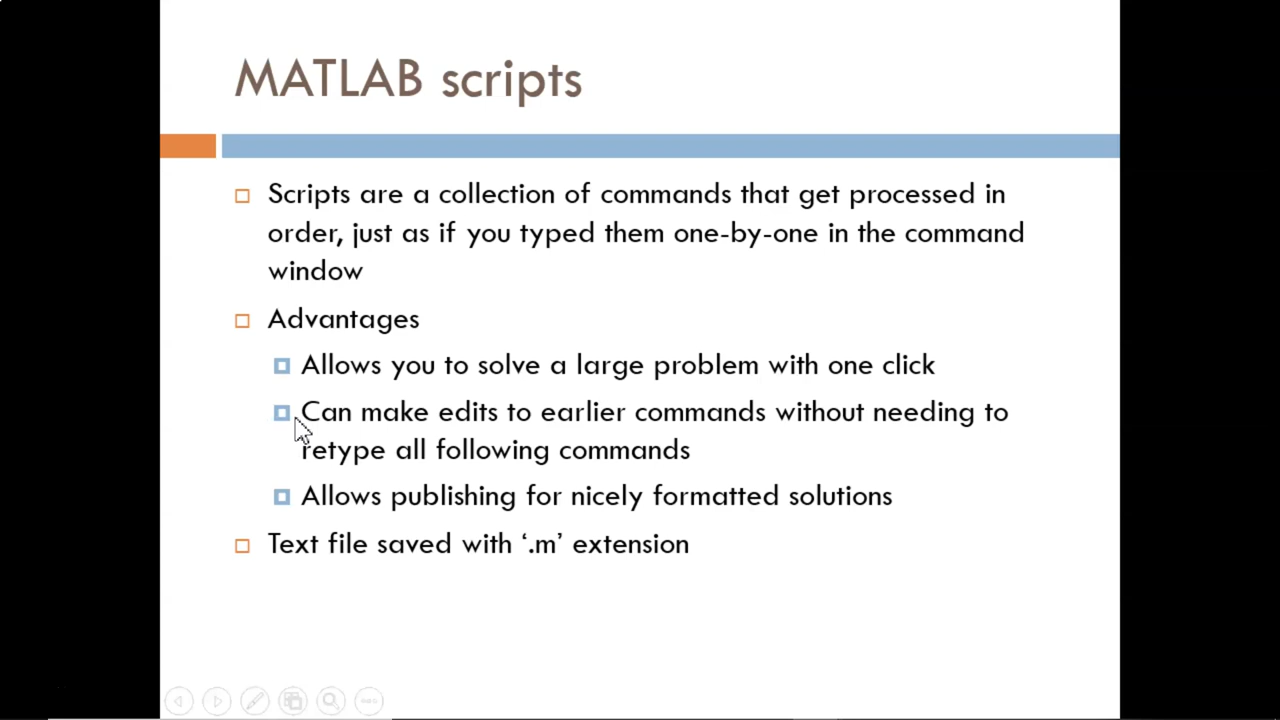 MATLAB scripts
Scripts are a collection of commands that get processed in
order, just as if you typed them one-by-one in the command
window
Advantages
Allows you to solve a large problem with one click
Can make edits to earlier commands without needing to
retype all following commands
Allows publishing for nicely formatted solutions
Text file saved with ‘.m’ extension